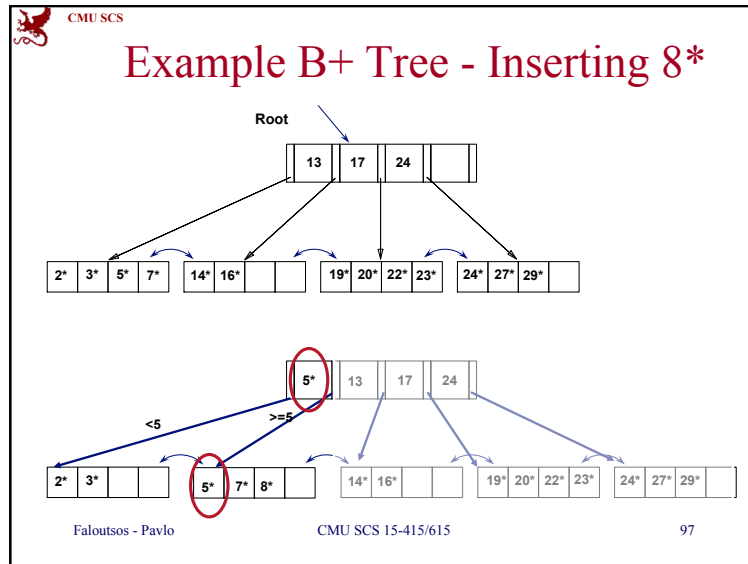 CMU SCS
Example B+ Tree - Inserting 8*
Root
13 17 24
2* 3* 5* 7* 14* 16* 19* 20* 22* 23* 24* 27* 29*
5* 13 17 24
<5 >=5
2* 3* 5* 7* 8* 14* 16* 19* 20* 22* 23* 24* 27* 29*
Faloutsos - Pavlo CMU SCS 15-415/615 97